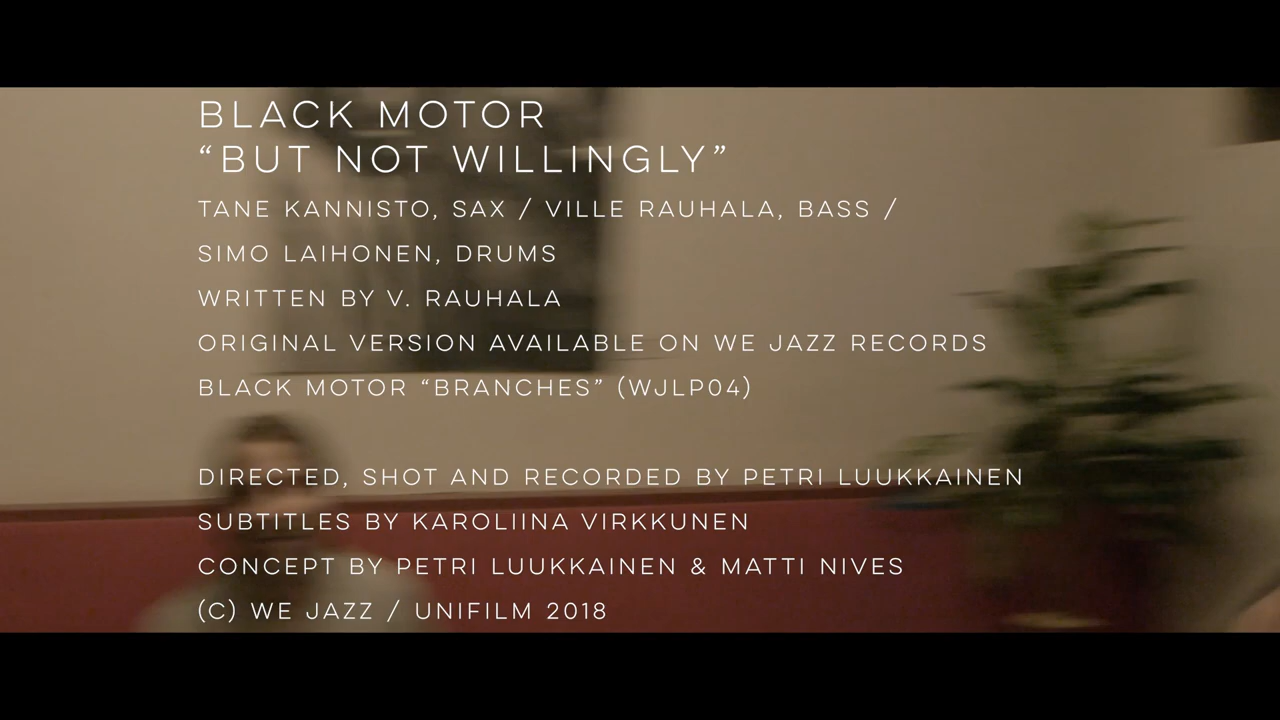 BLACK MOTOR
“BUT NOT WILLINGLY”
TANE KANNISTO, SAX / VILLE RAUHALA, BASS /
SIMO LAIHONEN, DRUMS
WRITTEN BY V. RAUHALA
ORIGINAL VERSION AVAILABLE ON WE JAZZ RECORDS
BLACK MOTOR “BRANCHES” (WJLP04)
DIRECTED, SHOT AND RECORDED BY PETRI LUUKKAINEN
SUBTITLES BY KAROLIINA VIRKKUNEN
CONCEPT BY PETRI LUUKKAINEN & MATTI NIVES
(C) WE JAZZ / UNIFILM 2018